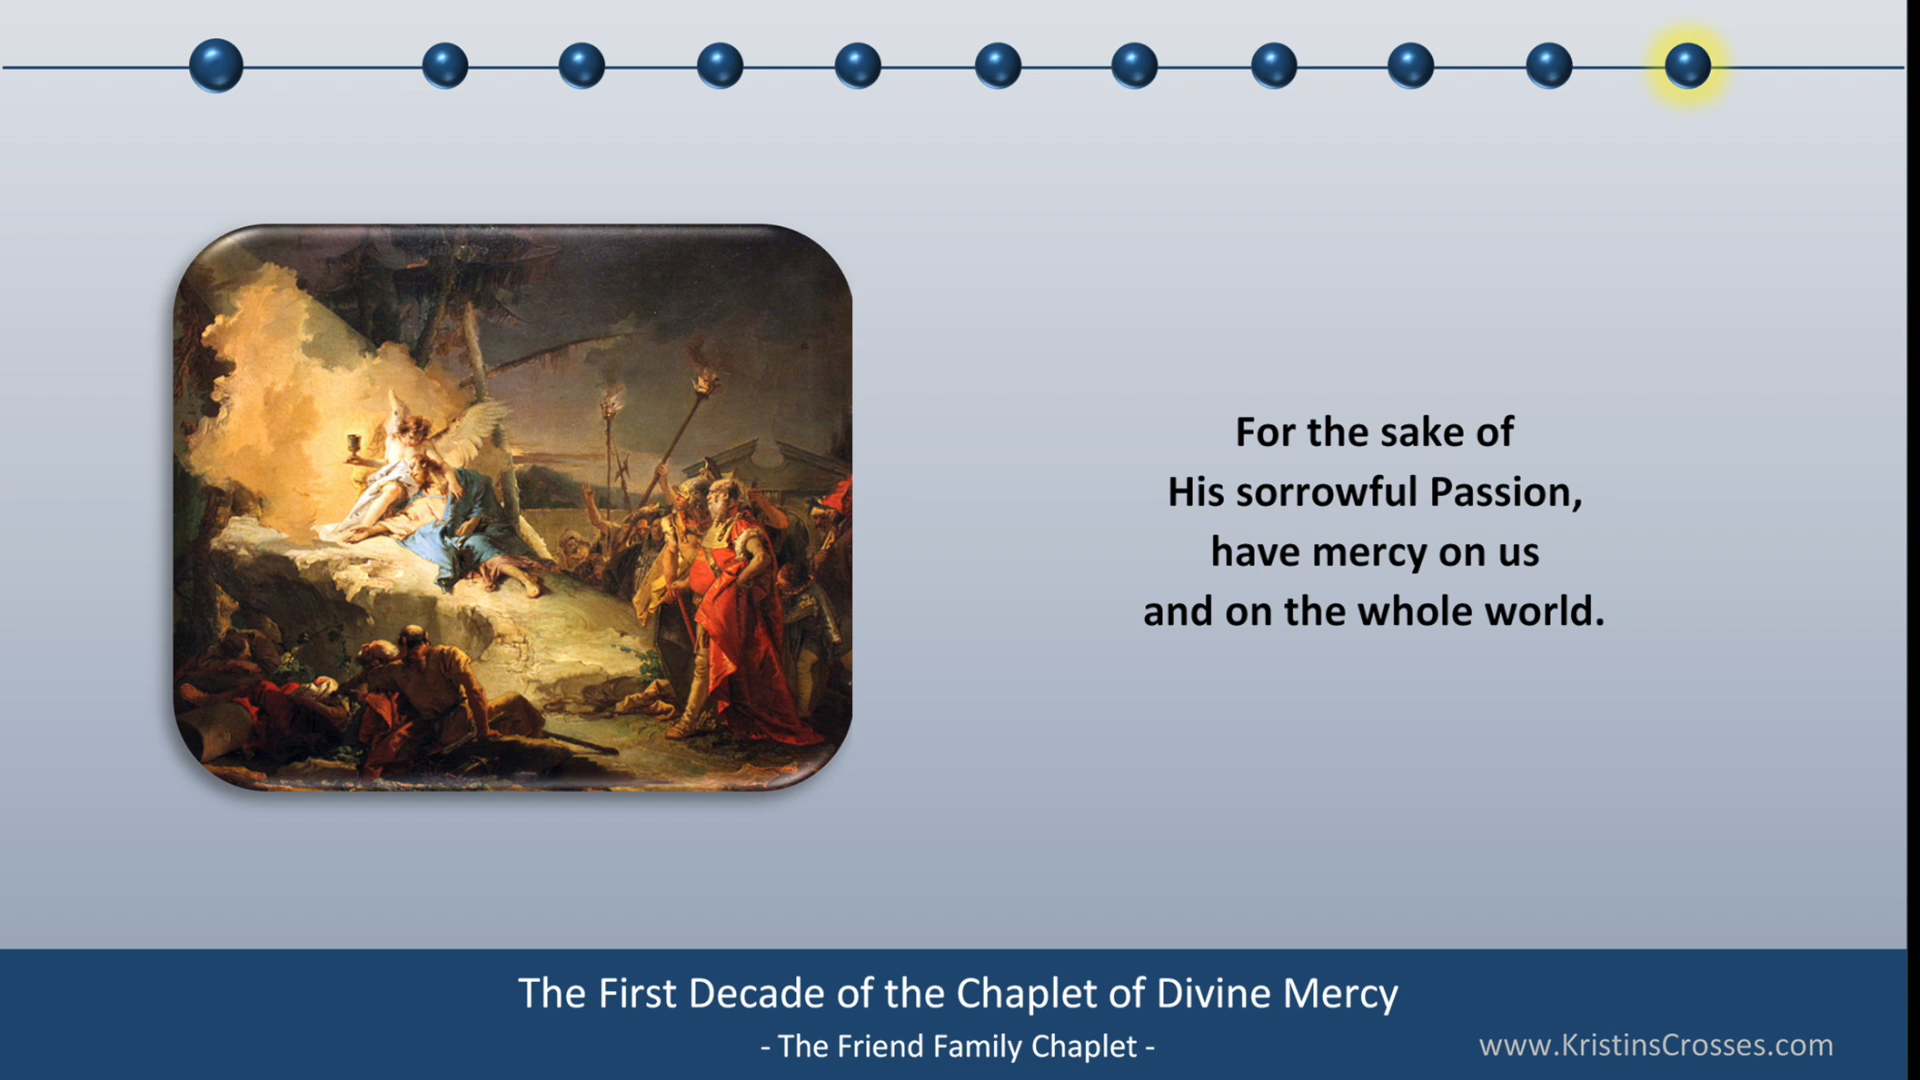 For the sake of
His sorrowful Passion,
have mercy on us
and on the whole world.
The First Decade of the Chaplet of Divine Mercy
- The Friend Family Chaplet -
www.KristinsCrosses.com